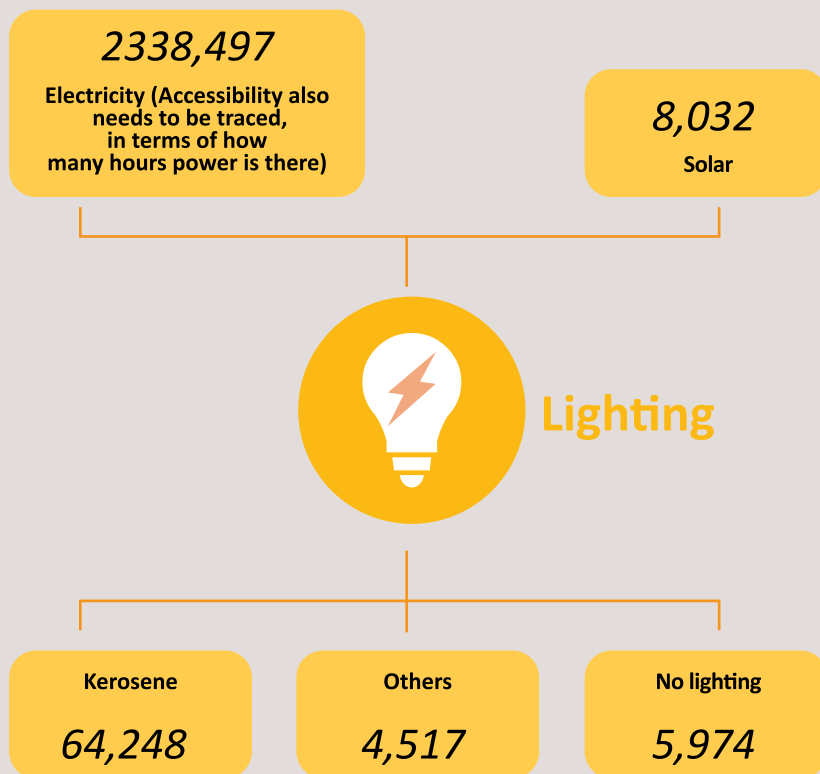 2338,497
Electricity (Accessibility also
needs to be traced,
in terms of how
many hours power is there)
8,032
Solar
Lighting
Kerosene
64,248
Others
4,517
No lighting
5,974